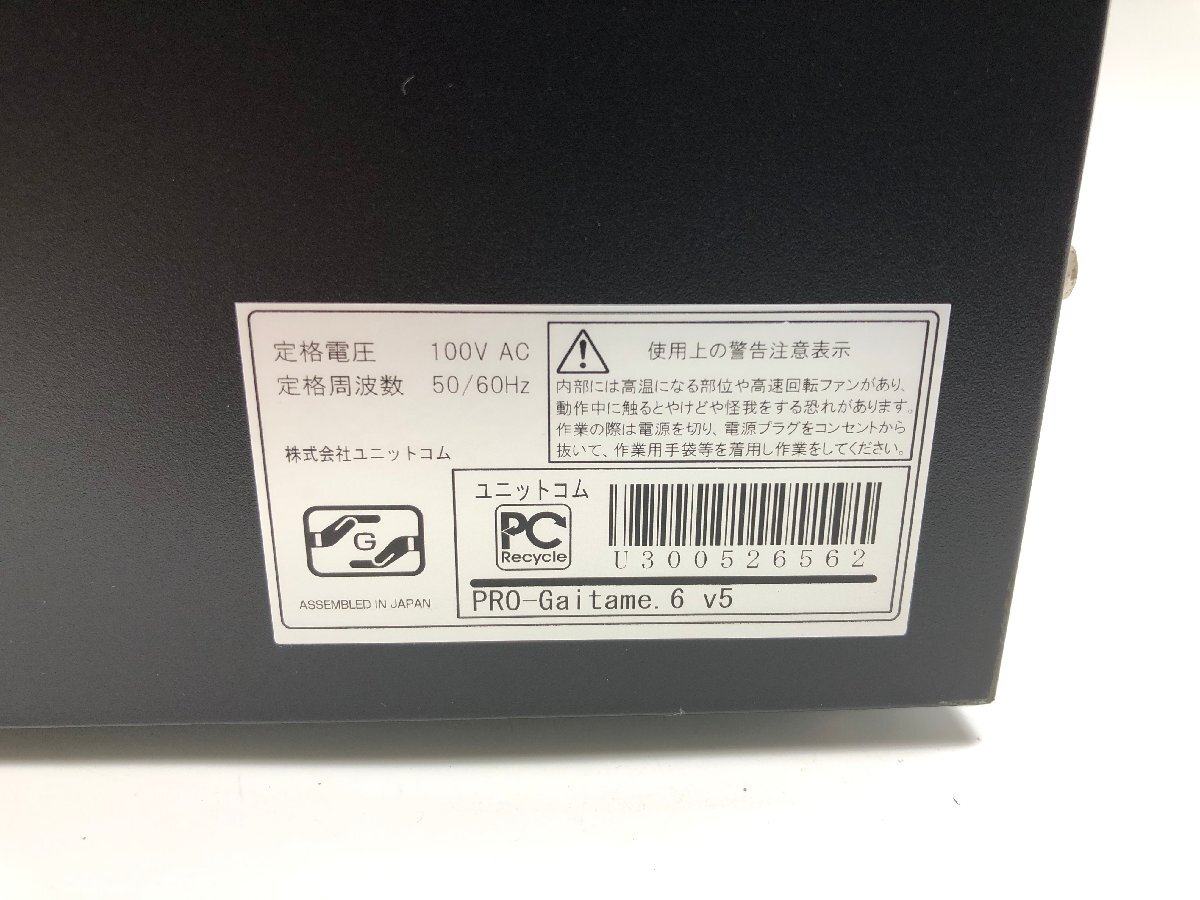 定格電圧 100V AC
定格周波数 50/60Hz
株式会社ユニットコム
G
ASSEMBLED IN JAPAN
使用上の警告注意表示
内部には高温になる部位や高速回転ファンがあり、
動作中に触るとやけどや怪我をする恐れがあります。
作業の際は電源を切り、電源プラグをコンセントから
抜いて、作業用手袋等を着用し作業をしてください。
ユニットコム
PC
Recycle
U300526562
PRO-Gaitame.6 v5